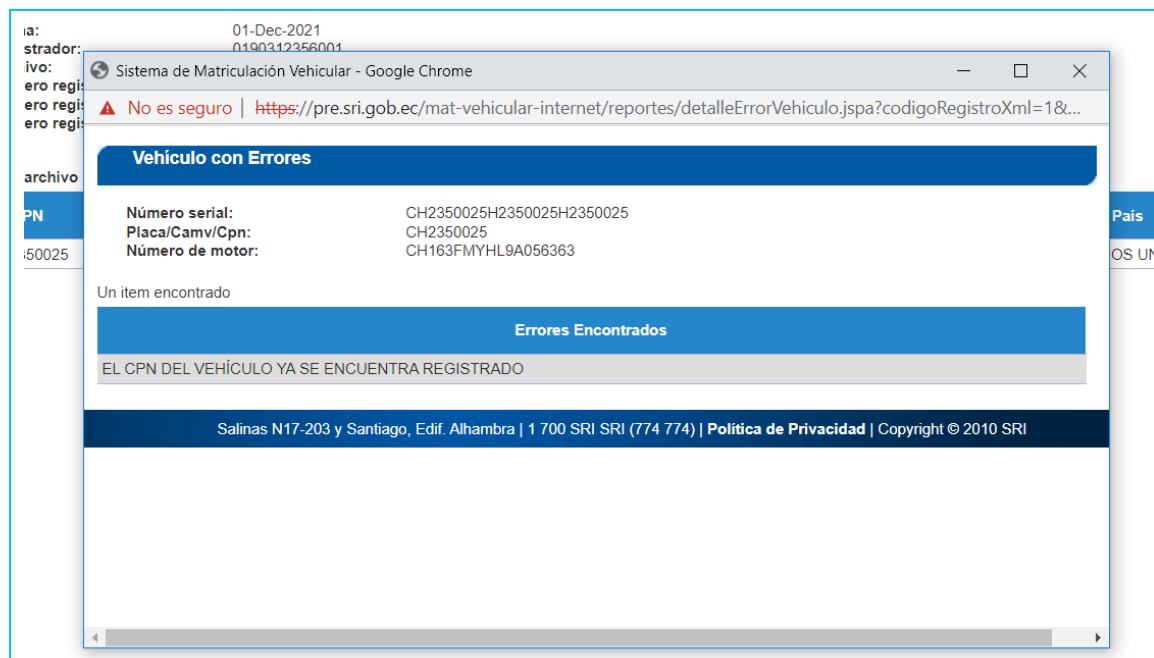 ia: 01-Dec-2021
strador: 0190312356001
ivo:
ero regis
ero regis
ero regis
archivo
Sistema de Matriculación Vehicular - Google Chrome
No es seguro | https://pre.sri.gob.ec/mat-vehicular-internet/reportes/detalleErrorVehiculo.jspa?codigoRegistroXml=1&...
Vehículo con Errores
Número serial: CH2350025H2350025H2350025
Placa/Camv/Cpn: CH2350025
Número de motor: CH163FMYHL9A056363
PN
Pais
50025
OS UN
Un item encontrado
Errores Encontrados
EL CPN DEL VEHÍCULO YA SE ENCUENTRA REGISTRADO
Salinas N17-203 y Santiago, Edif. Alhambra | 1 700 SRI SRI (774 774) | Política de Privacidad | Copyright © 2010 SRI